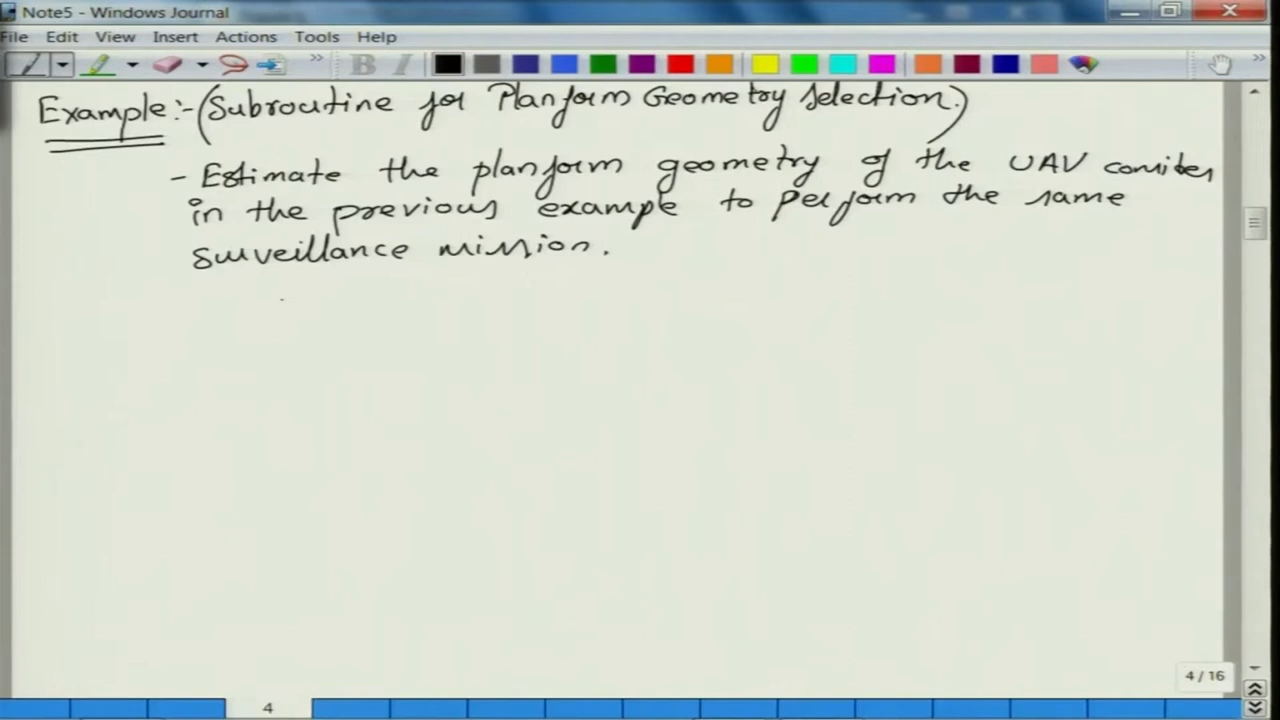 Note5 - Windows Journal
File Edit View Insert Actions Tools Help
Example:-(Subroutine for Planform Geometry Selection.)
- Estimate the planform geometry of the UAV consider
in the previous example to perform the same
surveillance mission.
4 / 16
4